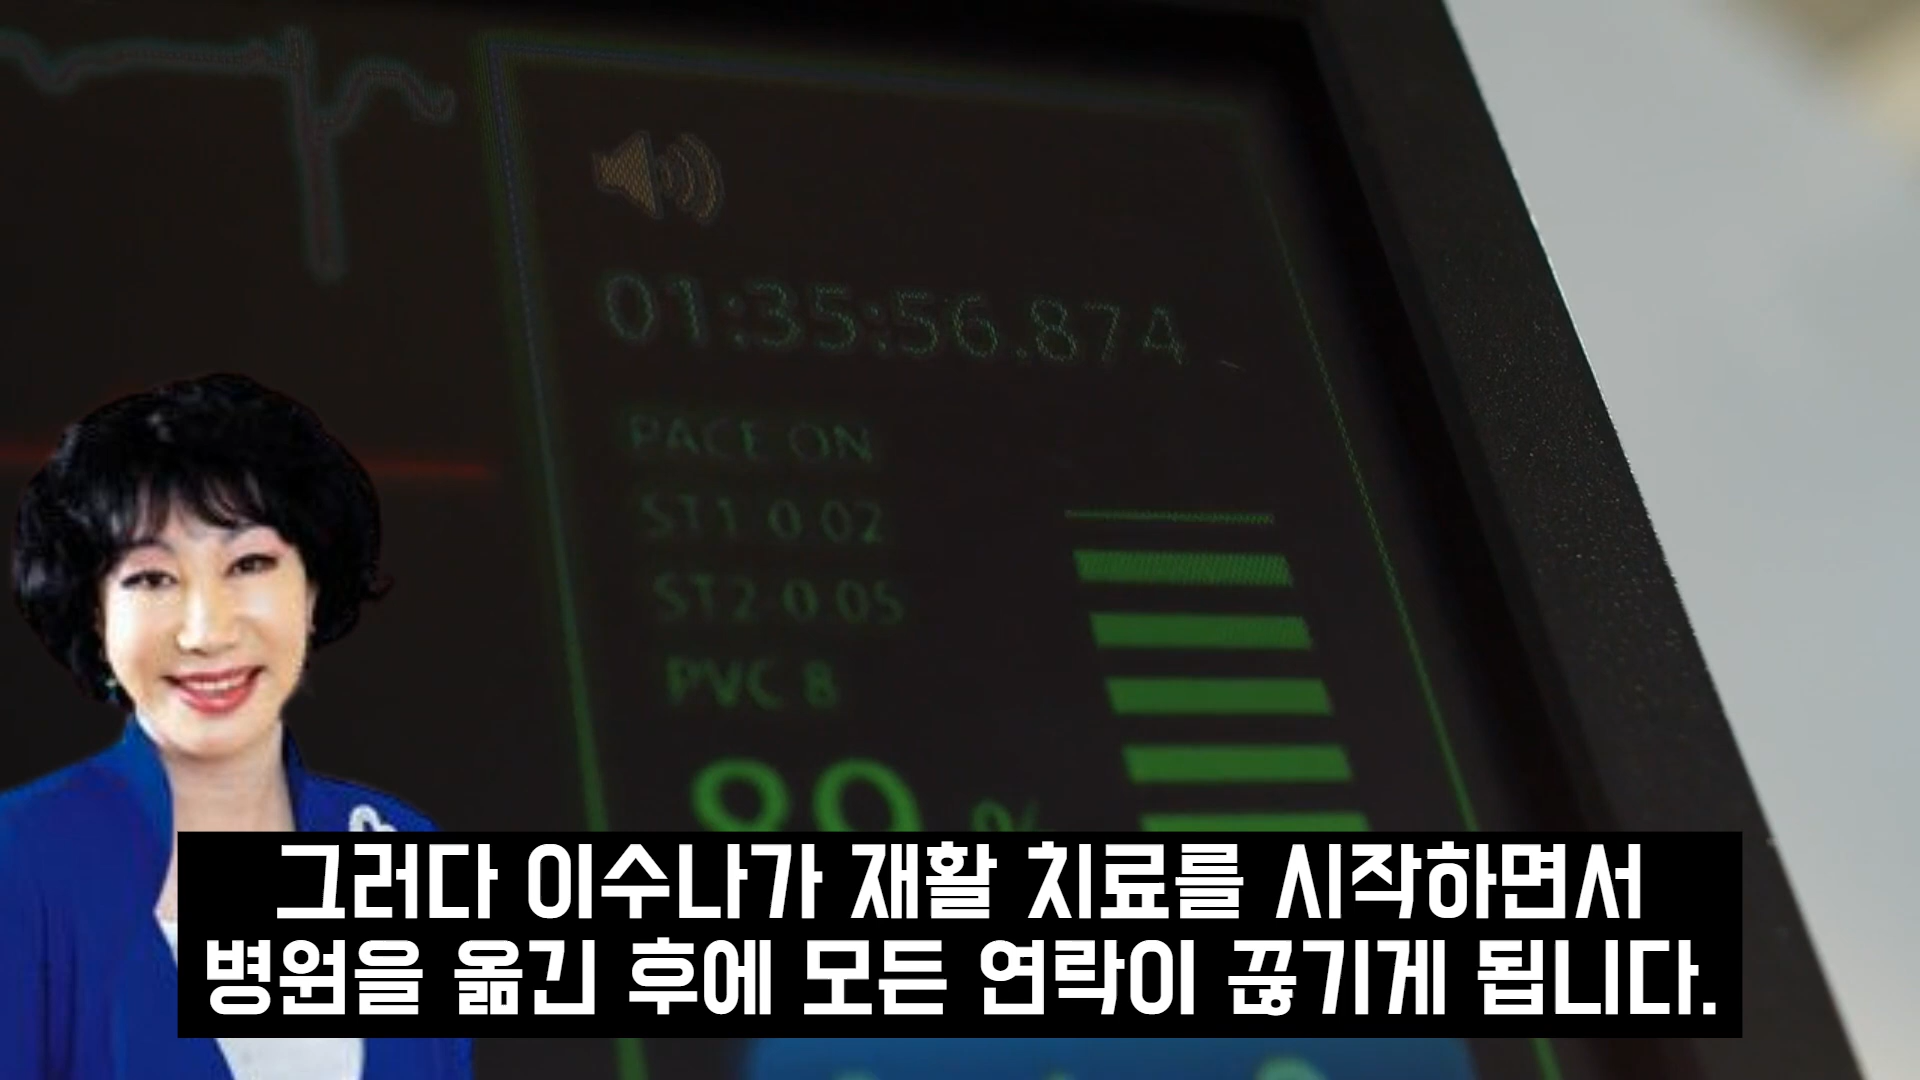 01:35:56.874
PACE ON
ST1 0 02
ST2 0 05
PVC 8
%
그러다 이수나가 재활 치료를 시작하면서
병원을 옮긴 후에 모든 연락이 끊기게 됩니다.